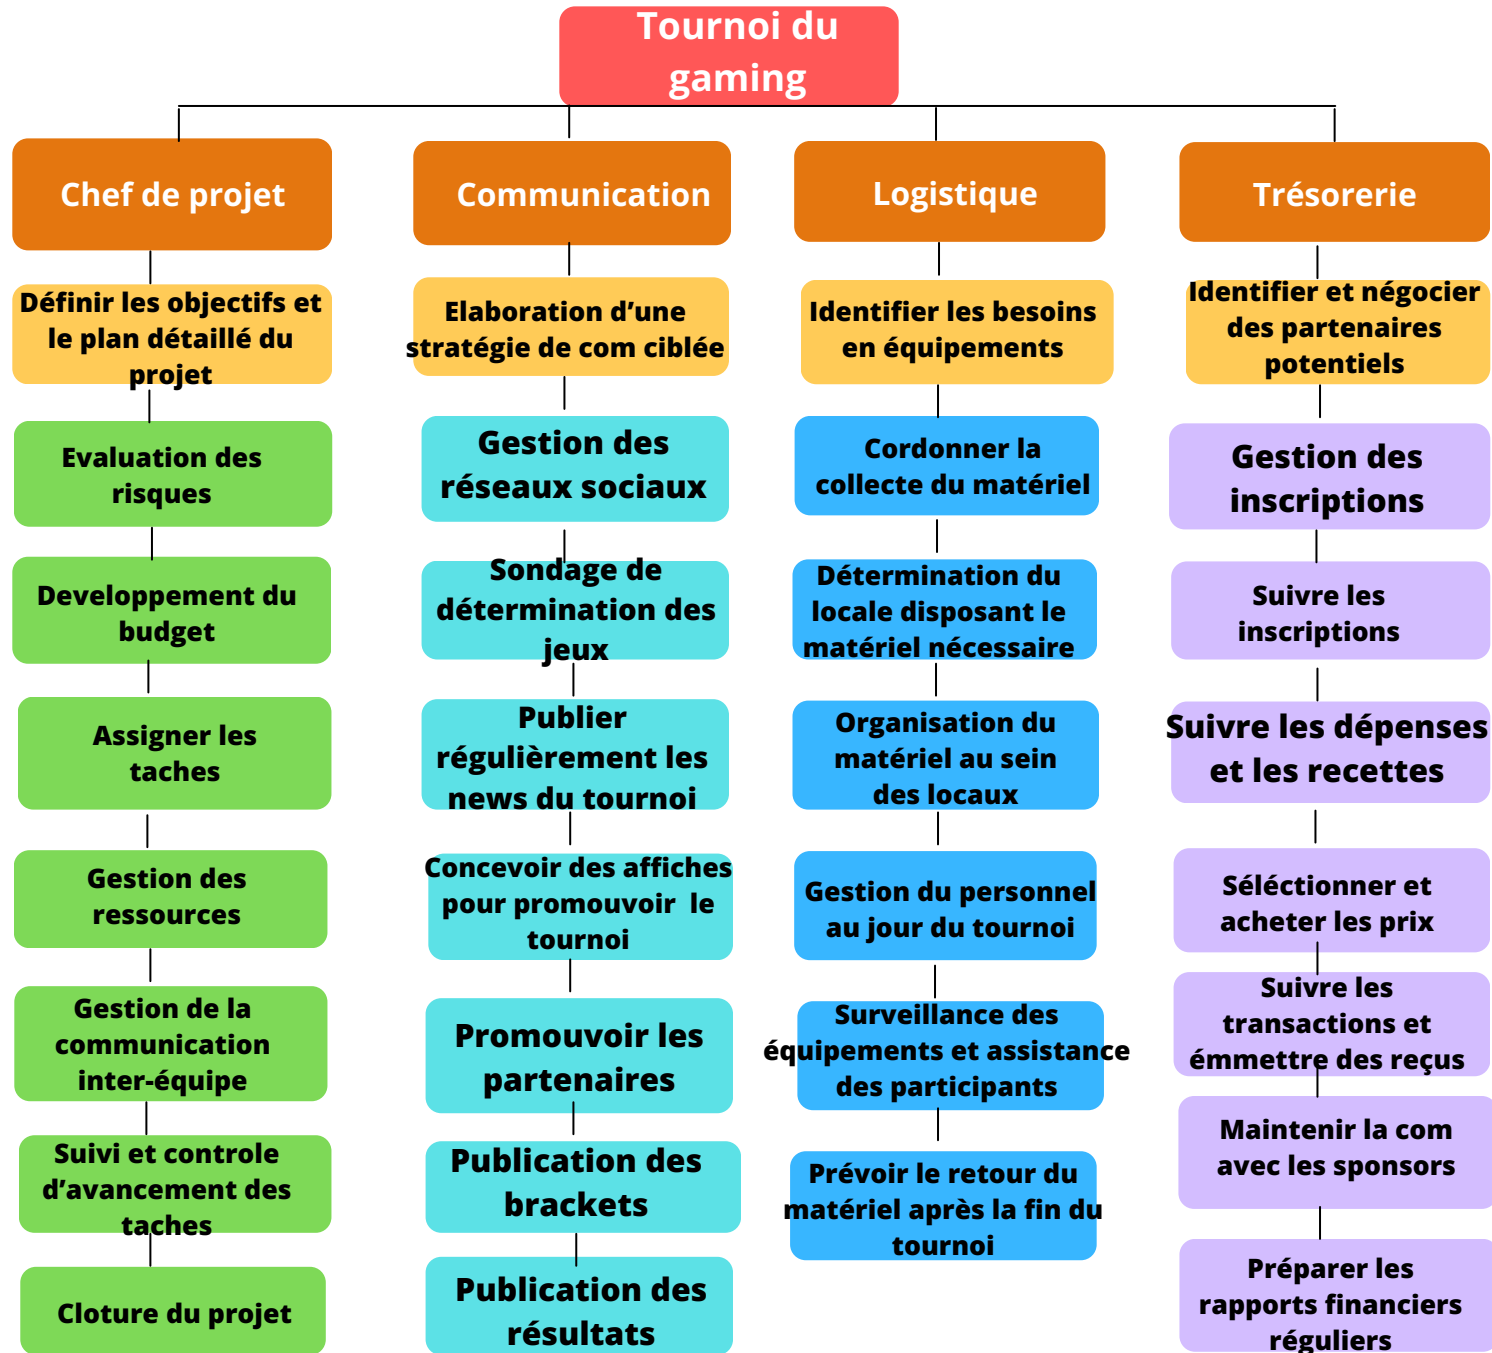 Tournoi du
gaming
Chef de projet
Définir les objectifs et
le plan détaillé du
projet
Evaluation des
risques
Developpement du
budget
Assigner les
taches
Gestion des
ressources
Gestion de la
communication
inter-équipe
Suivi et controle
d’avancement des
taches
Cloture du projet
Communication
Elaboration d’une
stratégie de com ciblée
Gestion des
réseaux sociaux
Sondage de
détermination des
jeux
Publier
régulièrement les
news du tournoi
Concevoir des affiches
pour promouvoir le
tournoi
Promouvoir les
partenaires
Publication des
brackets
Publication des
résultats
Logistique
Identifier les besoins
en équipements
Cordonner la
collecte du matériel
Détermination du
locale disposant le
matériel nécessaire
Organisation du
matériel au sein
des locaux
Gestion du personnel
au jour du tournoi
Surveillance des
équipements et assistance
des participants
Prévoir le retour du
matériel après la fin du
tournoi
Trésorerie
Identifier et négocier
des partenaires
potentiels
Gestion des
inscriptions
Suivre les
inscriptions
Suivre les dépenses
et les recettes
Séléctionner et
acheter les prix
Suivre les
transactions et
émmettre des reçus
Maintenir la com
avec les sponsors
Préparer les
rapports financiers
réguliers